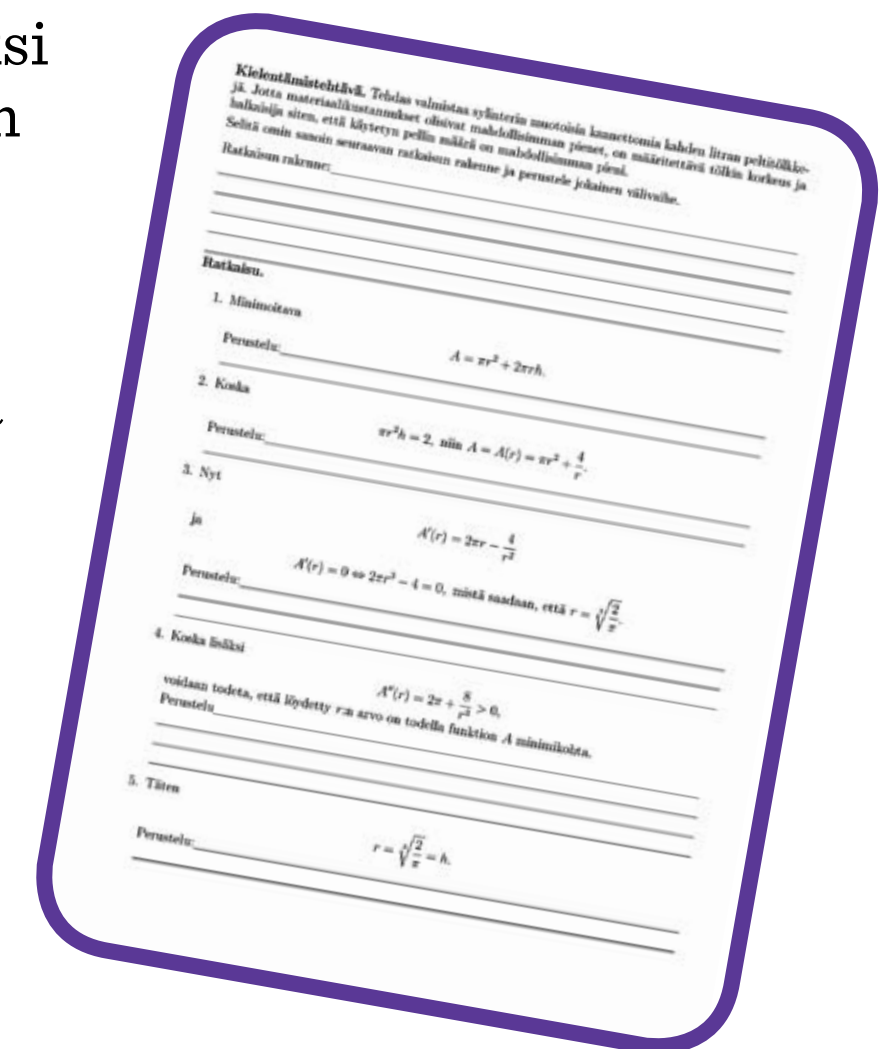 si
n
Kielentämistehtävä. Tehdas valmistaa sylinterin muotoisia kannettomia kahden litran peltitölkke-
jä. Jotta materiaalikustannukset olisivat mahdollisimman pienet, on määritettävä tölkin korkeus ja
halkaisija siten, että käytetyn pellin määrä on mahdollisimman pieni.
Selitä omin sanoin seuraavan ratkaisun rakenne ja perustele jokainen välivaihe.
Ratkaisun rakenne:
Ratkaisu.
1. Minimoitava
A = πr² + 2πrh.
Perustelu:
2. Koska
πr²h = 2, niin A = A(r) = πr² + 4/r.
Perustelu:
3. Nyt
A′(r) = 2πr − 4/r²
ja
A′(r) = 0 ⇔ 2πr³ − 4 = 0, mistä saadaan, että r = ∛(2/π).
Perustelu:
4. Koska lisäksi
A″(r) = 2π + 8/r³ > 0,
voidaan todeta, että löydetty r:n arvo on todella funktion A minimikohta.
Perustelu
5. Täten
r = ∛(2/π) = h.
Perustelu: